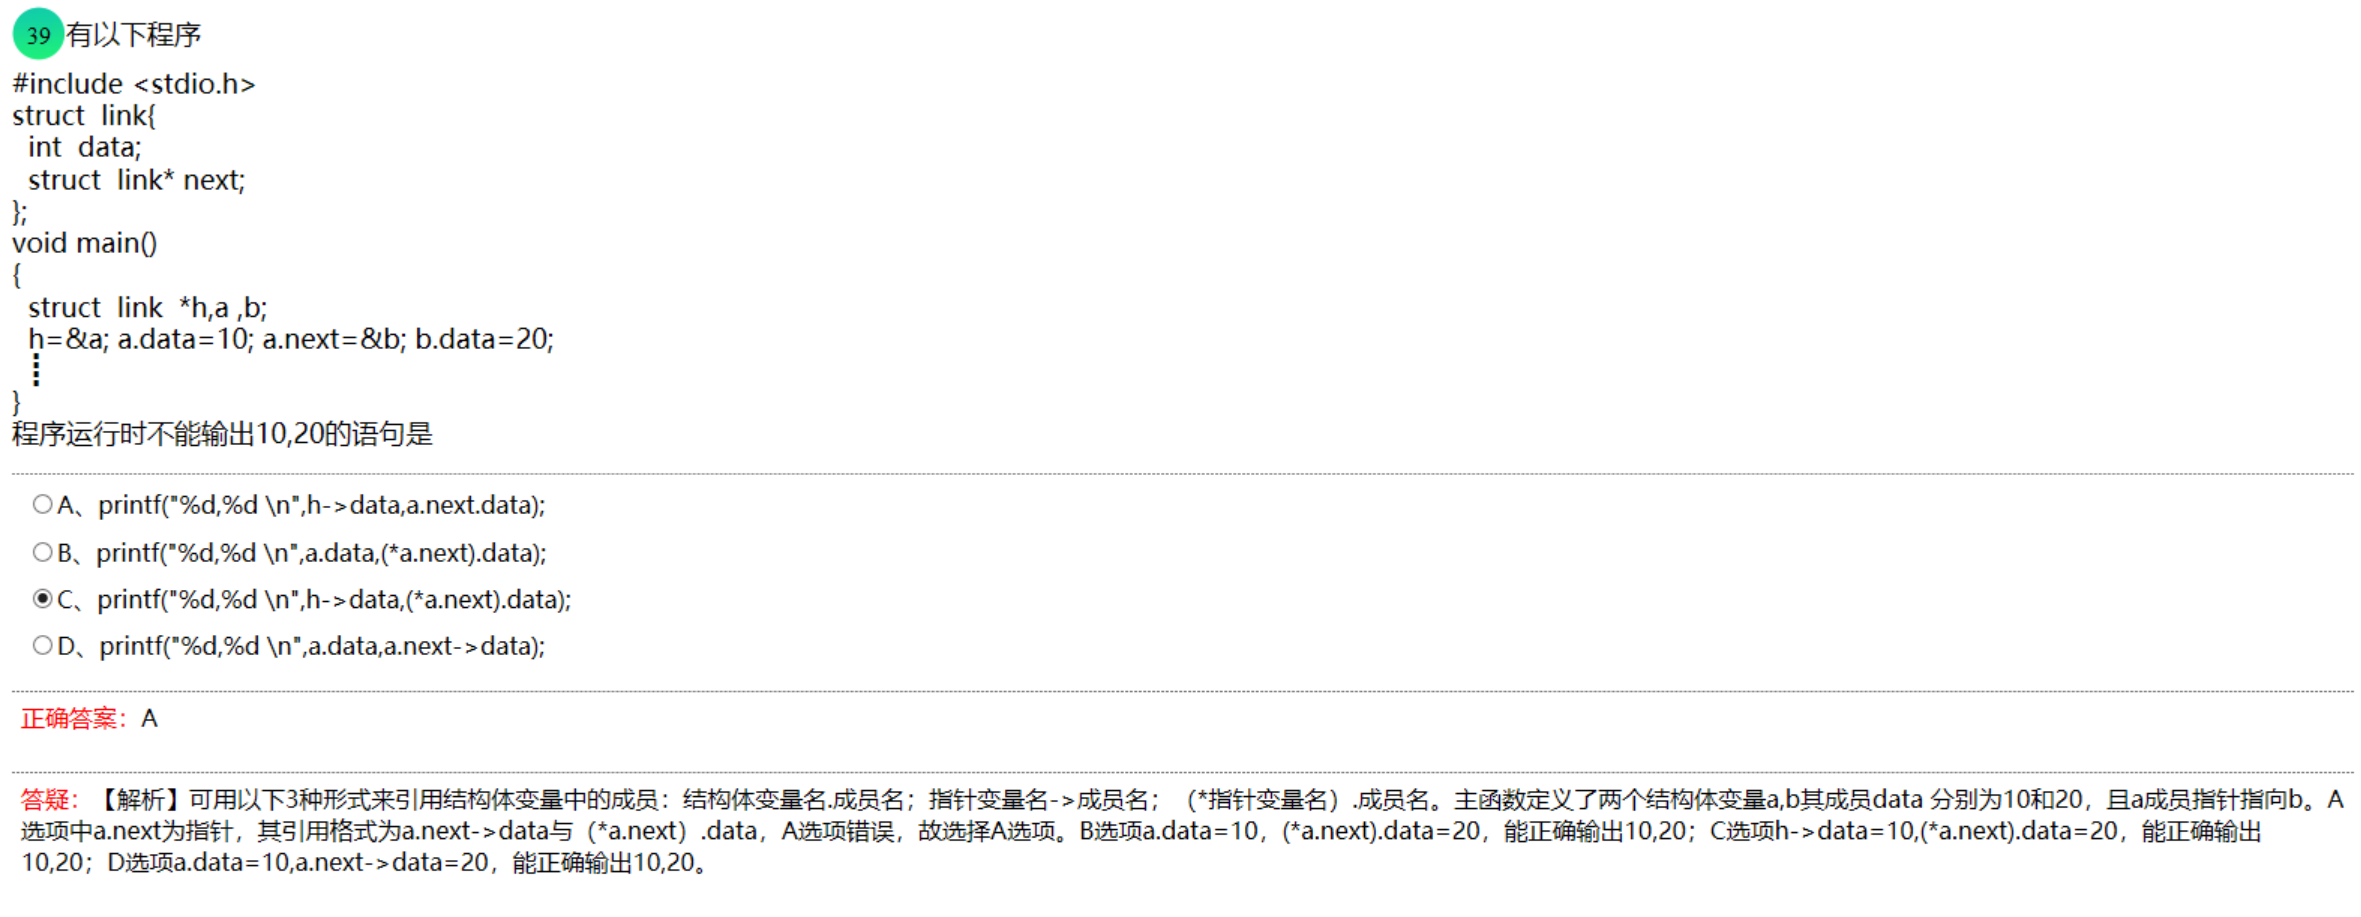 39 有以下程序
#include <stdio.h>
struct  link{
  int  data;
  struct  link* next;
};
void main()
{
  struct  link  *h,a ,b;
  h=&a; a.data=10; a.next=&b; b.data=20;
  ┋
}
程序运行时不能输出10,20的语句是
A、printf("%d,%d \n",h->data,a.next.data);
B、printf("%d,%d \n",a.data,(*a.next).data);
C、printf("%d,%d \n",h->data,(*a.next).data);
D、printf("%d,%d \n",a.data,a.next->data);
正确答案：A
答疑：【解析】可用以下3种形式来引用结构体变量中的成员：结构体变量名.成员名；指针变量名->成员名；（*指针变量名）.成员名。主函数定义了两个结构体变量a,b其成员data 分别为10和20，且a成员指针指向b。A
选项中a.next为指针，其引用格式为a.next->data与（*a.next）.data，A选项错误，故选择A选项。B选项a.data=10，(*a.next).data=20，能正确输出10,20；C选项h->data=10,(*a.next).data=20，能正确输出
10,20；D选项a.data=10,a.next->data=20，能正确输出10,20。